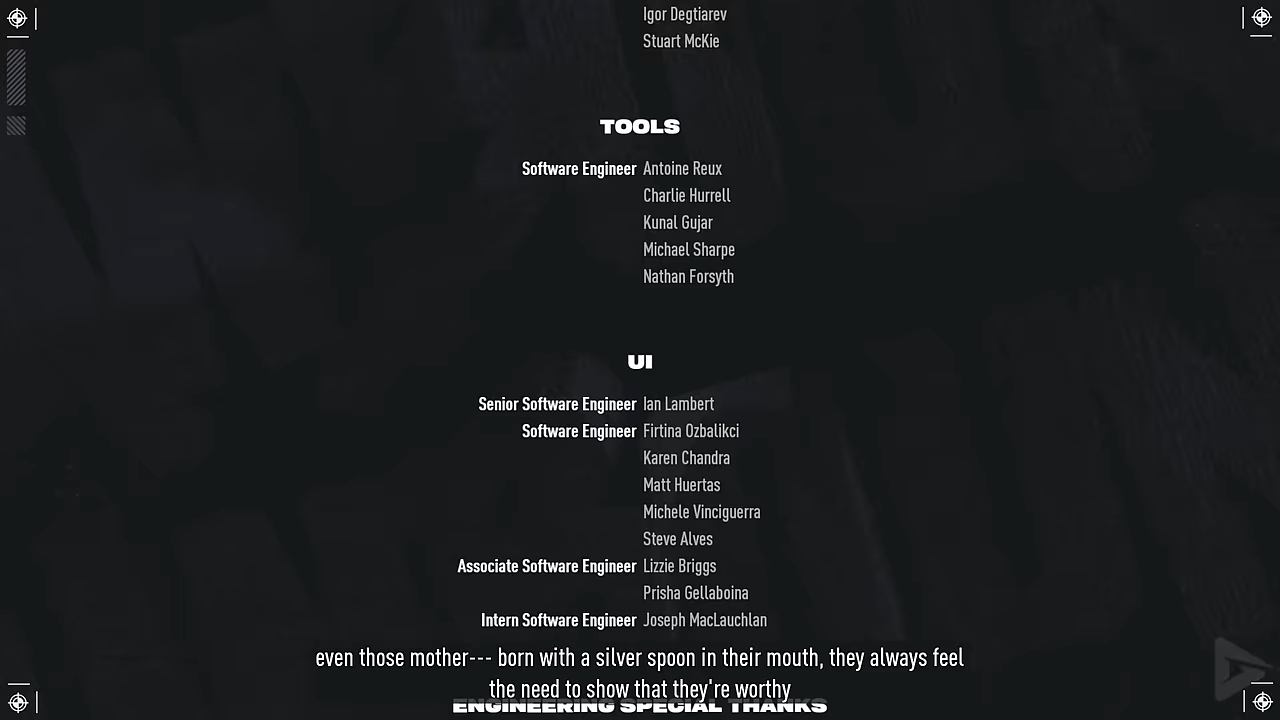 Igor Degtiarev
Stuart McKie
TOOLS
Software Engineer Antoine Reux
Charlie Hurrell
Kunal Gujar
Michael Sharpe
Nathan Forsyth
UI
Senior Software Engineer Ian Lambert
Software Engineer Firtina Ozbalikci
Karen Chandra
Matt Huertas
Michele Vinciguerra
Steve Alves
Associate Software Engineer Lizzie Briggs
Prisha Gellaboina
Intern Software Engineer Joseph MacLauchlan
even those mother--- born with a silver spoon in their mouth, they always feel
the need to show that they're worthy
ENGINEERING SPECIAL THANKS